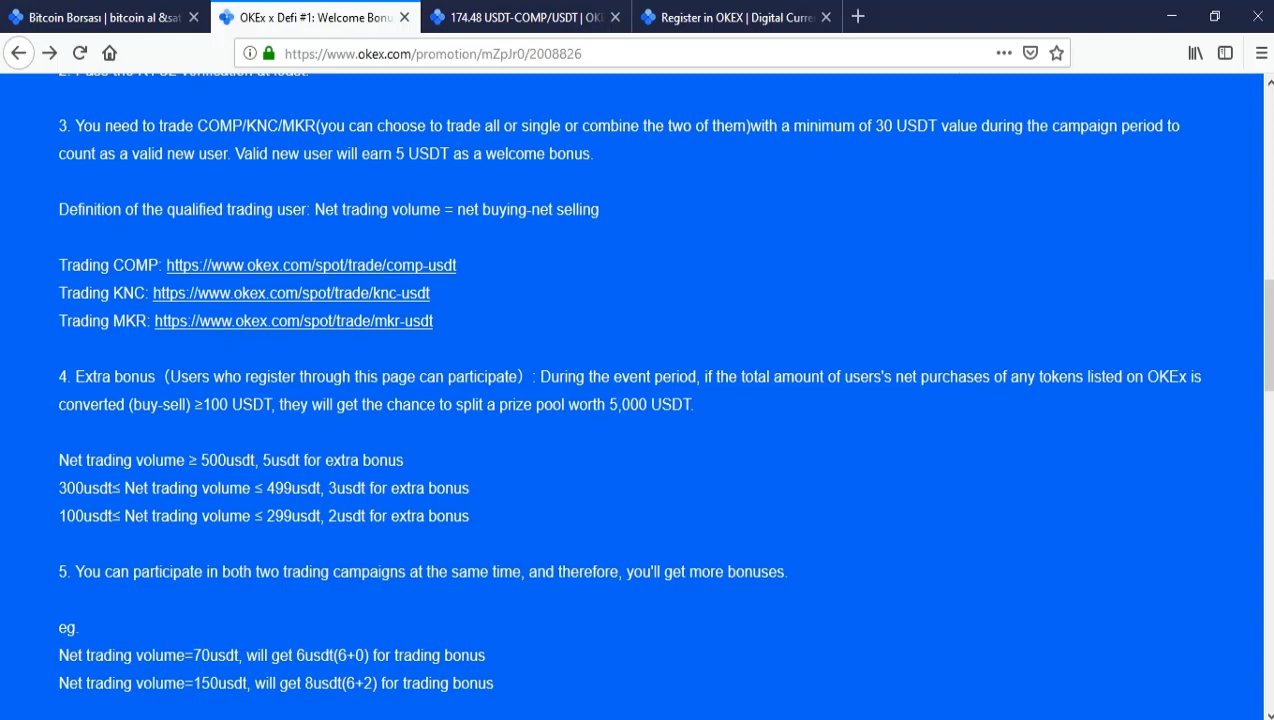 Bitcoin Borsası | bitcoin al &sat
OKEx x Defi #1: Welcome Bonu
174.48 USDT-COMP/USDT | OKE
Register in OKEX | Digital Curre
https://www.okex.com/promotion/mZpJr0/2008826
3. You need to trade COMP/KNC/MKR(you can choose to trade all or single or combine the two of them)with a minimum of 30 USDT value during the campaign period to
count as a valid new user. Valid new user will earn 5 USDT as a welcome bonus.
Definition of the qualified trading user: Net trading volume = net buying-net selling
Trading COMP: https://www.okex.com/spot/trade/comp-usdt
Trading KNC: https://www.okex.com/spot/trade/knc-usdt
Trading MKR: https://www.okex.com/spot/trade/mkr-usdt
4. Extra bonus（Users who register through this page can participate）: During the event period, if the total amount of users's net purchases of any tokens listed on OKEx is
converted (buy-sell) ≥100 USDT, they will get the chance to split a prize pool worth 5,000 USDT.
Net trading volume ≥ 500usdt, 5usdt for extra bonus
300usdt≤ Net trading volume ≤ 499usdt, 3usdt for extra bonus
100usdt≤ Net trading volume ≤ 299usdt, 2usdt for extra bonus
5. You can participate in both two trading campaigns at the same time, and therefore, you'll get more bonuses.
eg.
Net trading volume=70usdt, will get 6usdt(6+0) for trading bonus
Net trading volume=150usdt, will get 8usdt(6+2) for trading bonus